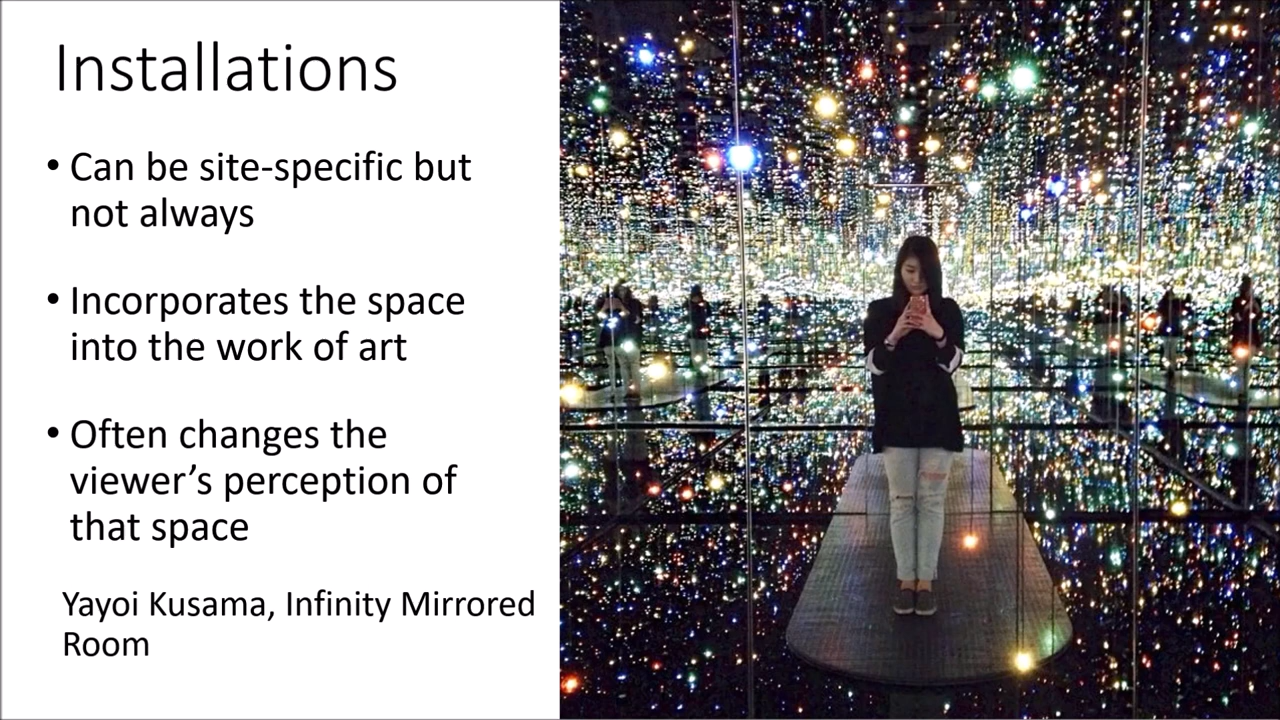 Installations
• Can be site-specific but
not always
• Incorporates the space
into the work of art
• Often changes the
viewer’s perception of
that space
Yayoi Kusama, Infinity Mirrored
Room